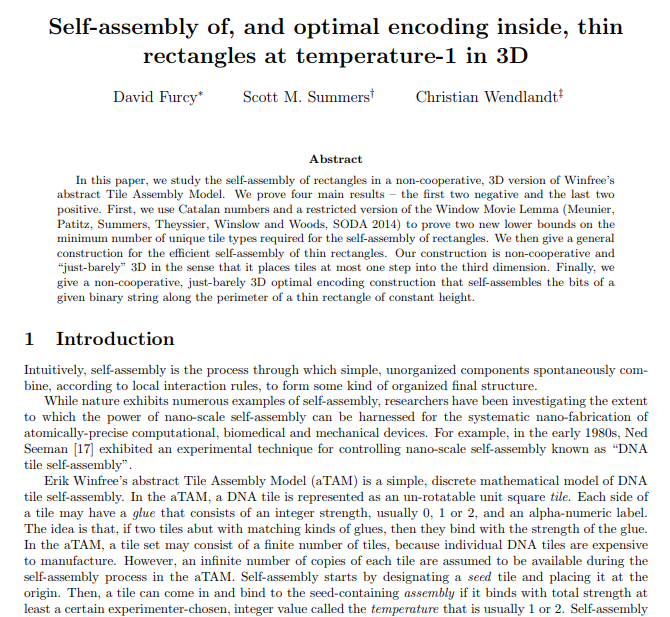 Self-assembly of, and optimal encoding inside, thin
rectangles at temperature-1 in 3D
David Furcy* Scott M. Summers† Christian Wendlandt‡
Abstract
In this paper, we study the self-assembly of rectangles in a non-cooperative, 3D version of Winfree's
abstract Tile Assembly Model. We prove four main results – the first two negative and the last two
positive. First, we use Catalan numbers and a restricted version of the Window Movie Lemma (Meunier,
Patitz, Summers, Theyssier, Winslow and Woods, SODA 2014) to prove two new lower bounds on the
minimum number of unique tile types required for the self-assembly of rectangles. We then give a general
construction for the efficient self-assembly of thin rectangles. Our construction is non-cooperative and
“just-barely” 3D in the sense that it places tiles at most one step into the third dimension. Finally, we
give a non-cooperative, just-barely 3D optimal encoding construction that self-assembles the bits of a
given binary string along the perimeter of a thin rectangle of constant height.
1 Introduction
Intuitively, self-assembly is the process through which simple, unorganized components spontaneously com-
bine, according to local interaction rules, to form some kind of organized final structure.
While nature exhibits numerous examples of self-assembly, researchers have been investigating the extent
to which the power of nano-scale self-assembly can be harnessed for the systematic nano-fabrication of
atomically-precise computational, biomedical and mechanical devices. For example, in the early 1980s, Ned
Seeman [17] exhibited an experimental technique for controlling nano-scale self-assembly known as “DNA
tile self-assembly”.
Erik Winfree's abstract Tile Assembly Model (aTAM) is a simple, discrete mathematical model of DNA
tile self-assembly. In the aTAM, a DNA tile is represented as an un-rotatable unit square tile. Each side of
a tile may have a glue that consists of an integer strength, usually 0, 1 or 2, and an alpha-numeric label.
The idea is that, if two tiles abut with matching kinds of glues, then they bind with the strength of the glue.
In the aTAM, a tile set may consist of a finite number of tiles, because individual DNA tiles are expensive
to manufacture. However, an infinite number of copies of each tile are assumed to be available during the
self-assembly process in the aTAM. Self-assembly starts by designating a seed tile and placing it at the
origin. Then, a tile can come in and bind to the seed-containing assembly if it binds with total strength at
least a certain experimenter-chosen, integer value called the temperature that is usually 1 or 2. Self-assembly